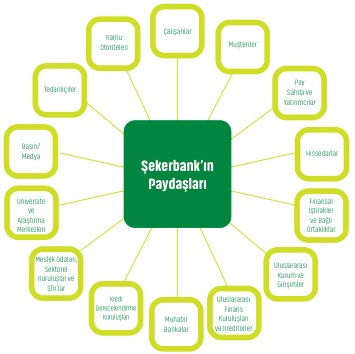 Şekerbank'ın
Paydaşları
Çalışanlar
Müşteriler
Pay
Sahibi ve
Yatırımcılar
Hissedarlar
Finansal
İştirakler
ve Bağlı
Ortaklıklar
Uluslararası
Kurum ve
Girişimler
Uluslararası
Finans
Kuruluşları
ve Kreditörler
Muhabir
Bankalar
Kredi
Derecelendirme
Kuruluşları
Meslek Odaları,
Sektörel
Kuruluşlar ve
STK'lar
Üniversite
ve
Araştırma
Merkezleri
Basın/
Medya
Tedarikçiler
Kamu
Otoriteleri